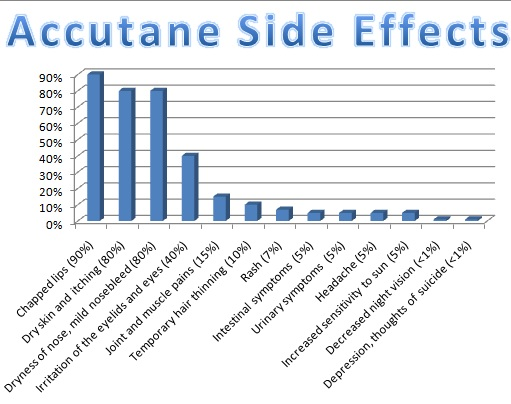 Accutane Side Effects
90%
80%
70%
60%
50%
40%
30%
20%
10%
0%
Chapped lips (90%)
Dry skin and itching (80%)
Dryness of nose, mild nosebleed (80%)
Irritation of the eyelids and eyes (40%)
Joint and muscle pains (15%)
Temporary hair thinning (10%)
Rash (7%)
Intestinal symptoms (5%)
Urinary symptoms (5%)
Headache (5%)
Increased sensitivity to sun (5%)
Decreased night vision (<1%)
Depression, thoughts of suicide (<1%)